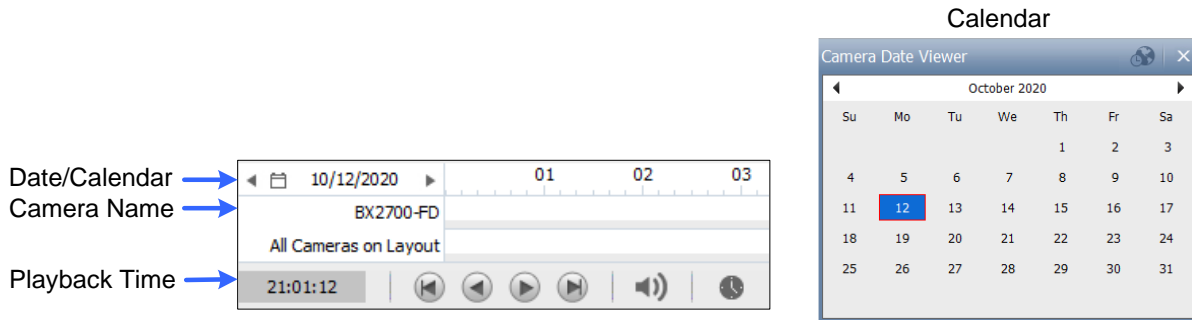 Calendar
Camera Date Viewer
October 2020
Su Mo Tu We Th Fr Sa
1 2 3
4 5 6 7 8 9 10
11 12 13 14 15 16 17
18 19 20 21 22 23 24
25 26 27 28 29 30 31
Date/Calendar 10/12/2020 01 02 03
Camera Name BX2700-FD
All Cameras on Layout
Playback Time 21:01:12